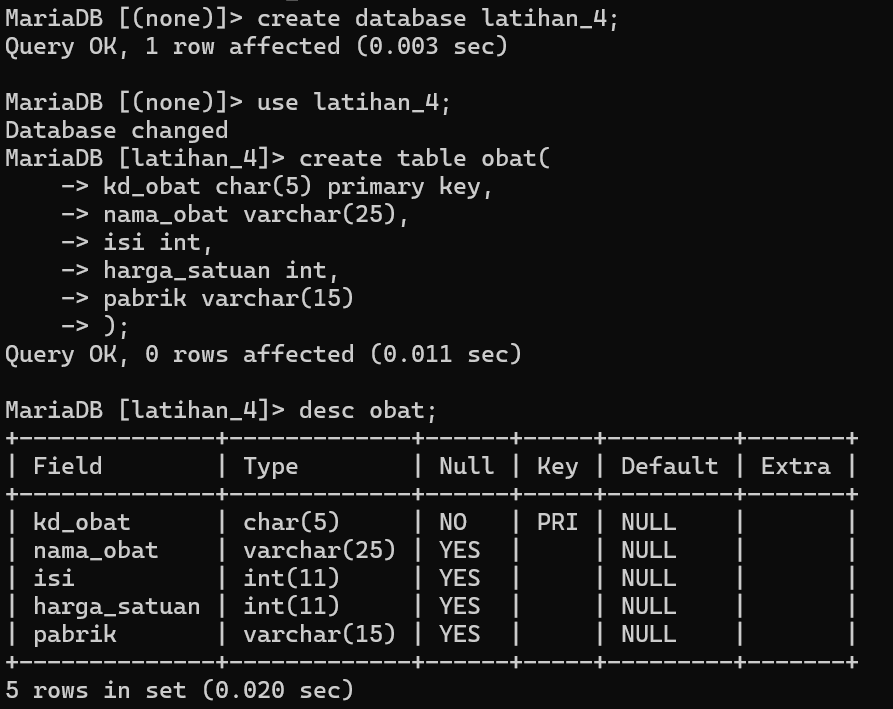 MariaDB [(none)]> create database latihan_4;
Query OK, 1 row affected (0.003 sec)

MariaDB [(none)]> use latihan_4;
Database changed
MariaDB [latihan_4]> create table obat(
    -> kd_obat char(5) primary key,
    -> nama_obat varchar(25),
    -> isi int,
    -> harga_satuan int,
    -> pabrik varchar(15)
    -> );
Query OK, 0 rows affected (0.011 sec)

MariaDB [latihan_4]> desc obat;
+--------------+-------------+------+-----+---------+-------+
| Field        | Type        | Null | Key | Default | Extra |
+--------------+-------------+------+-----+---------+-------+
| kd_obat      | char(5)     | NO   | PRI | NULL    |       |
| nama_obat    | varchar(25) | YES  |     | NULL    |       |
| isi          | int(11)     | YES  |     | NULL    |       |
| harga_satuan | int(11)     | YES  |     | NULL    |       |
| pabrik       | varchar(15) | YES  |     | NULL    |       |
+--------------+-------------+------+-----+---------+-------+
5 rows in set (0.020 sec)